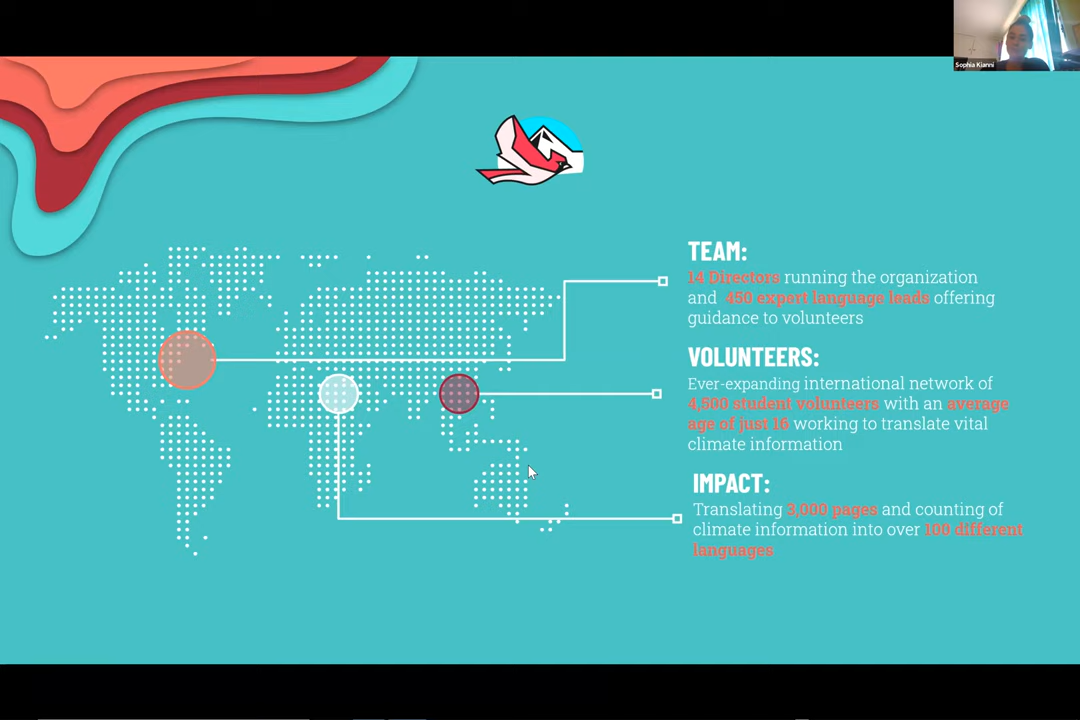 Sophia Kianni
TEAM:
14 Directors running the organization
and 450 expert language leads offering
guidance to volunteers
VOLUNTEERS:
Ever-expanding international network of
4,500 student volunteers with an average
age of just 16 working to translate vital
climate information
IMPACT:
Translating 3,000 pages and counting of
climate information into over 100 different
languages